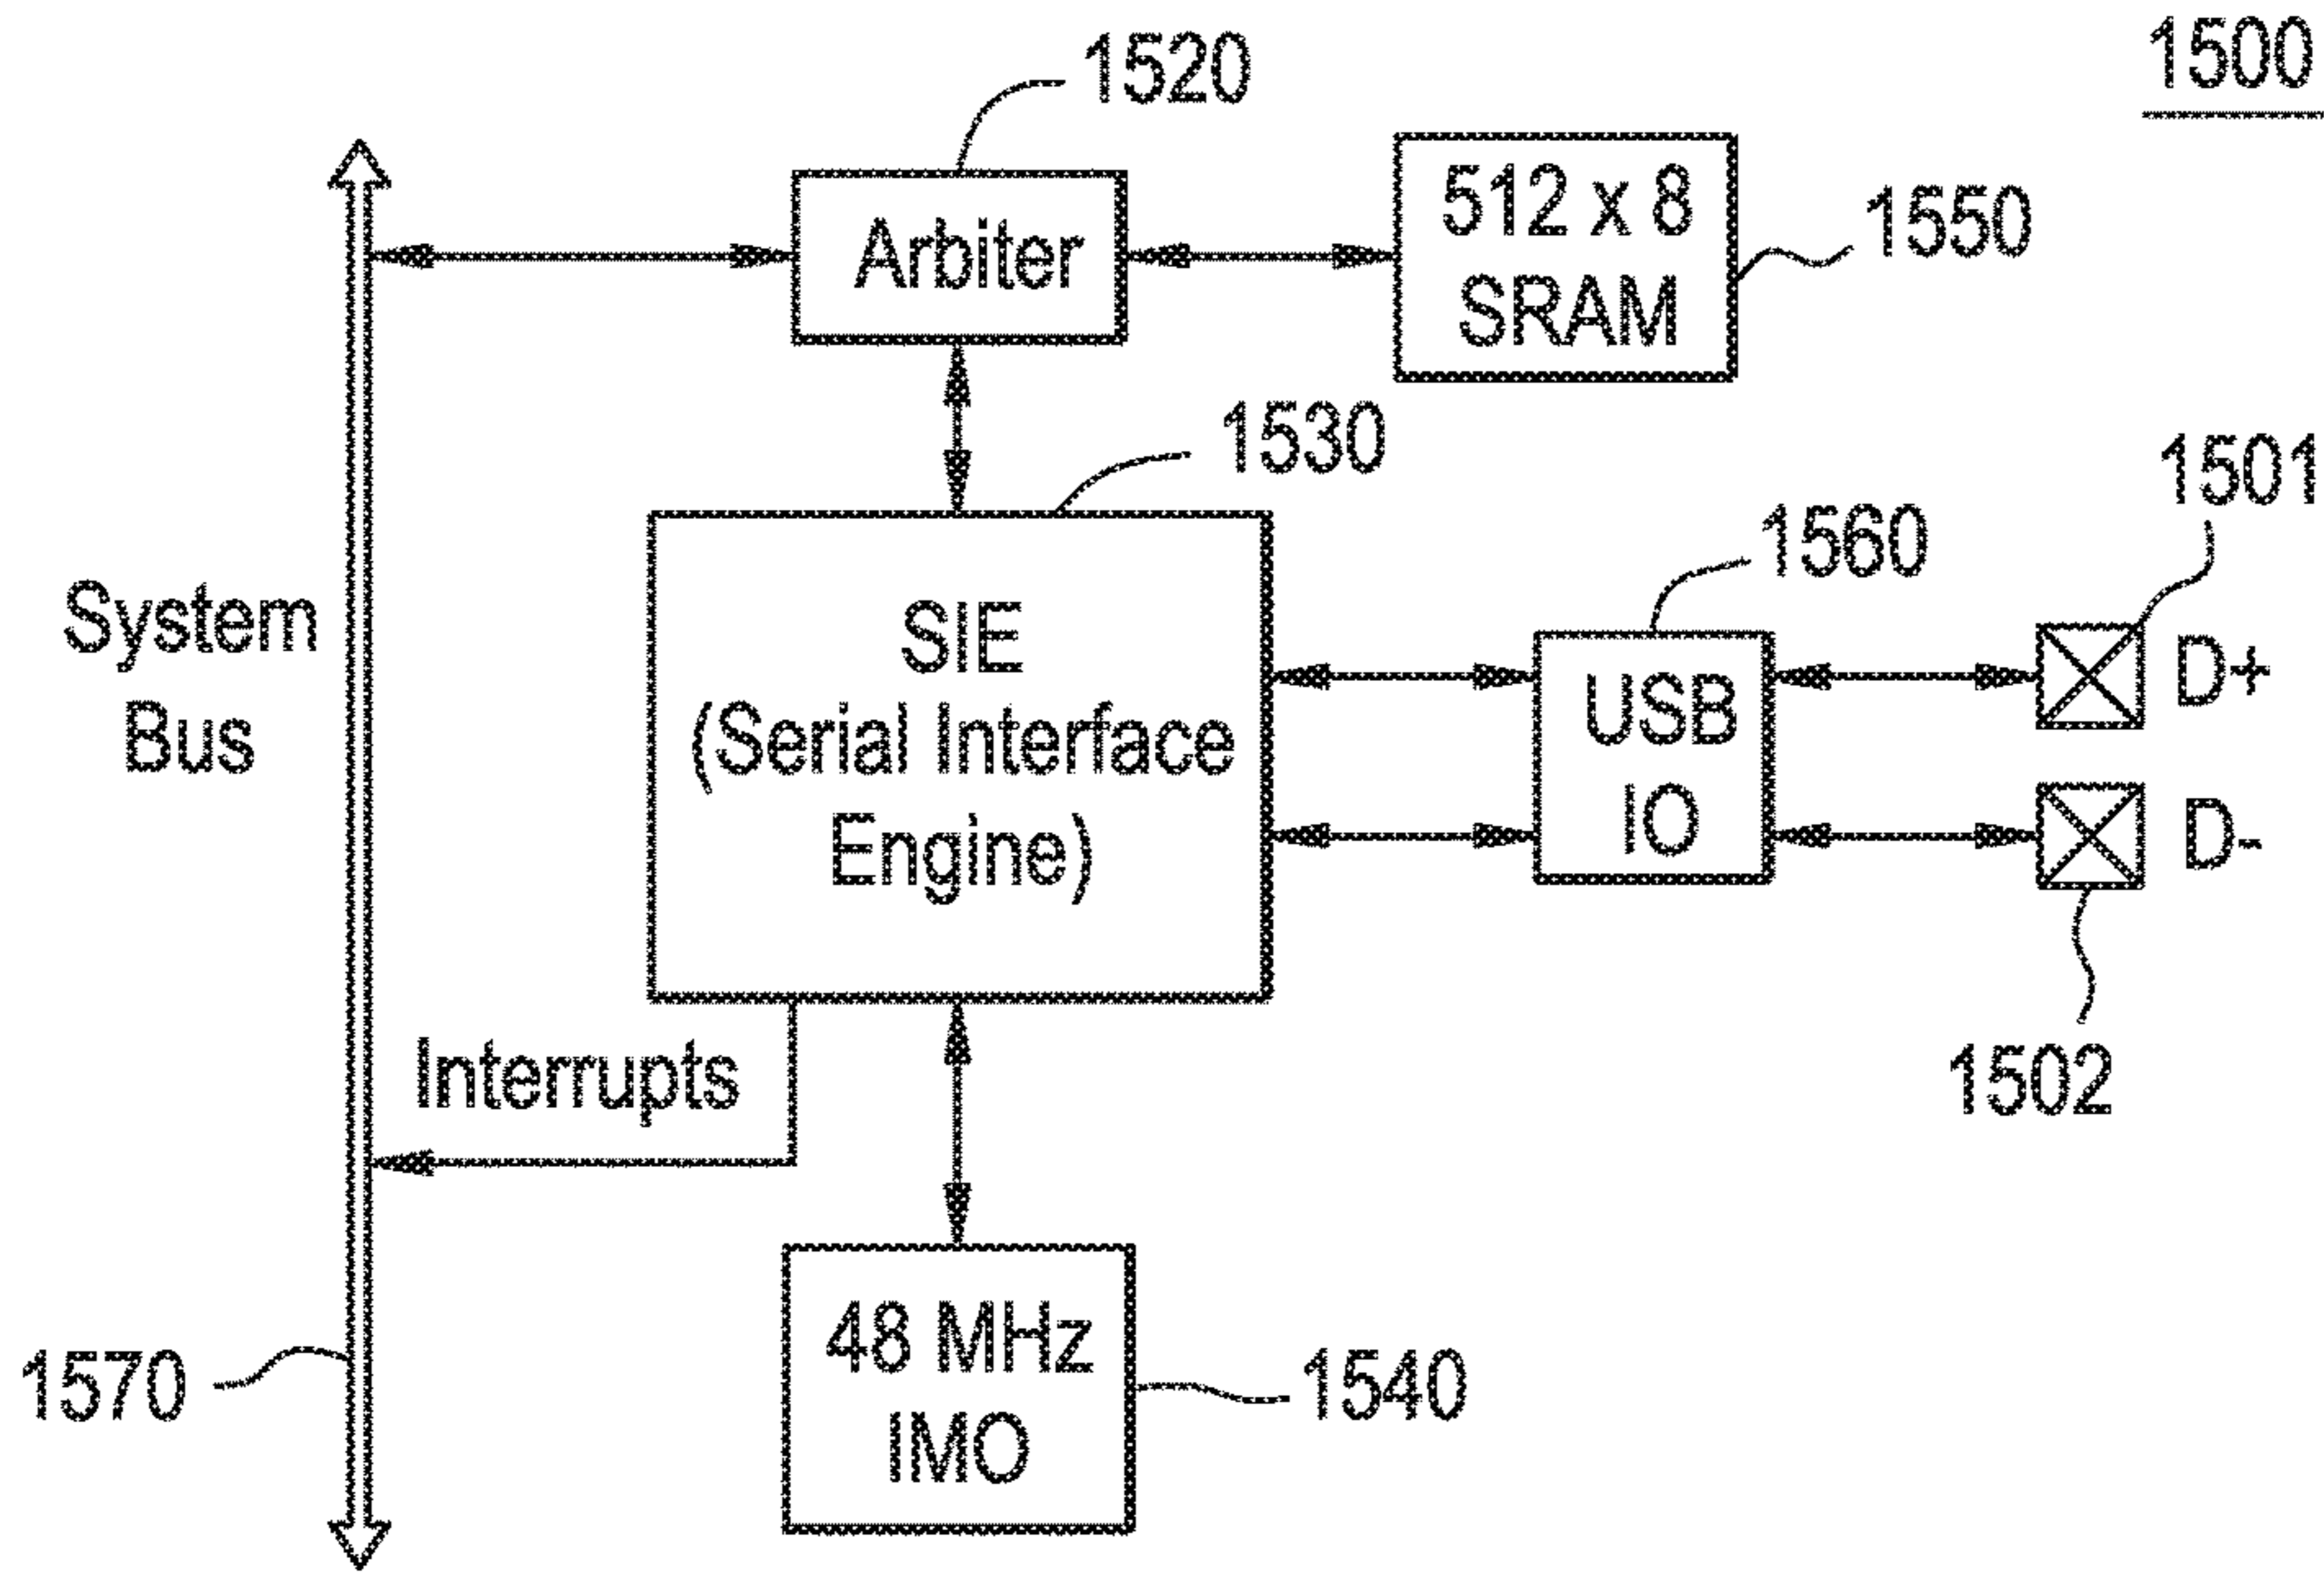 1500
1520
Arbiter
512 x 8
SRAM
1550
1530
1501
1560
System
Bus
SIE
(Serial Interface
Engine)
USB
IO
D+
D-
1502
Interrupts
48 MHz
IMO
1540
1570